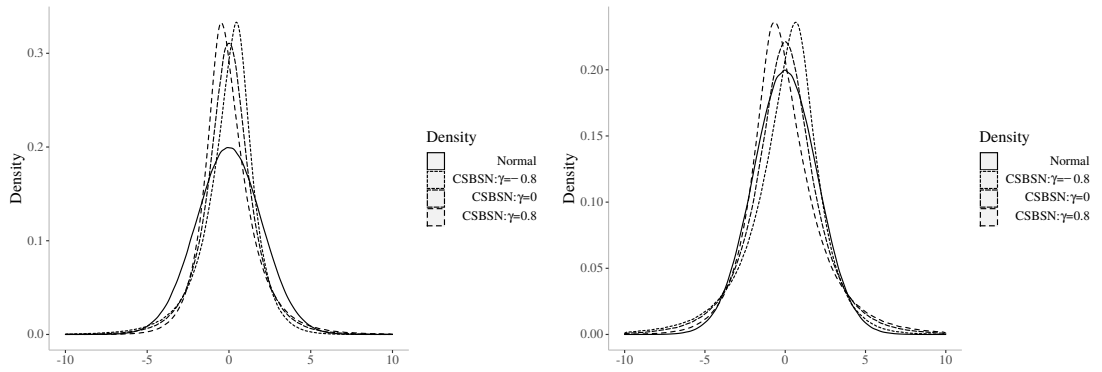 Density
0.3
0.2
0.1
0.0
-10
-5
0
5
10
Density
Normal
CSBSN:γ=−0.8
CSBSN:γ=0
CSBSN:γ=0.8
Density
0.20
0.15
0.10
0.05
0.00
-10
-5
0
5
10
Density
Normal
CSBSN:γ=−0.8
CSBSN:γ=0
CSBSN:γ=0.8